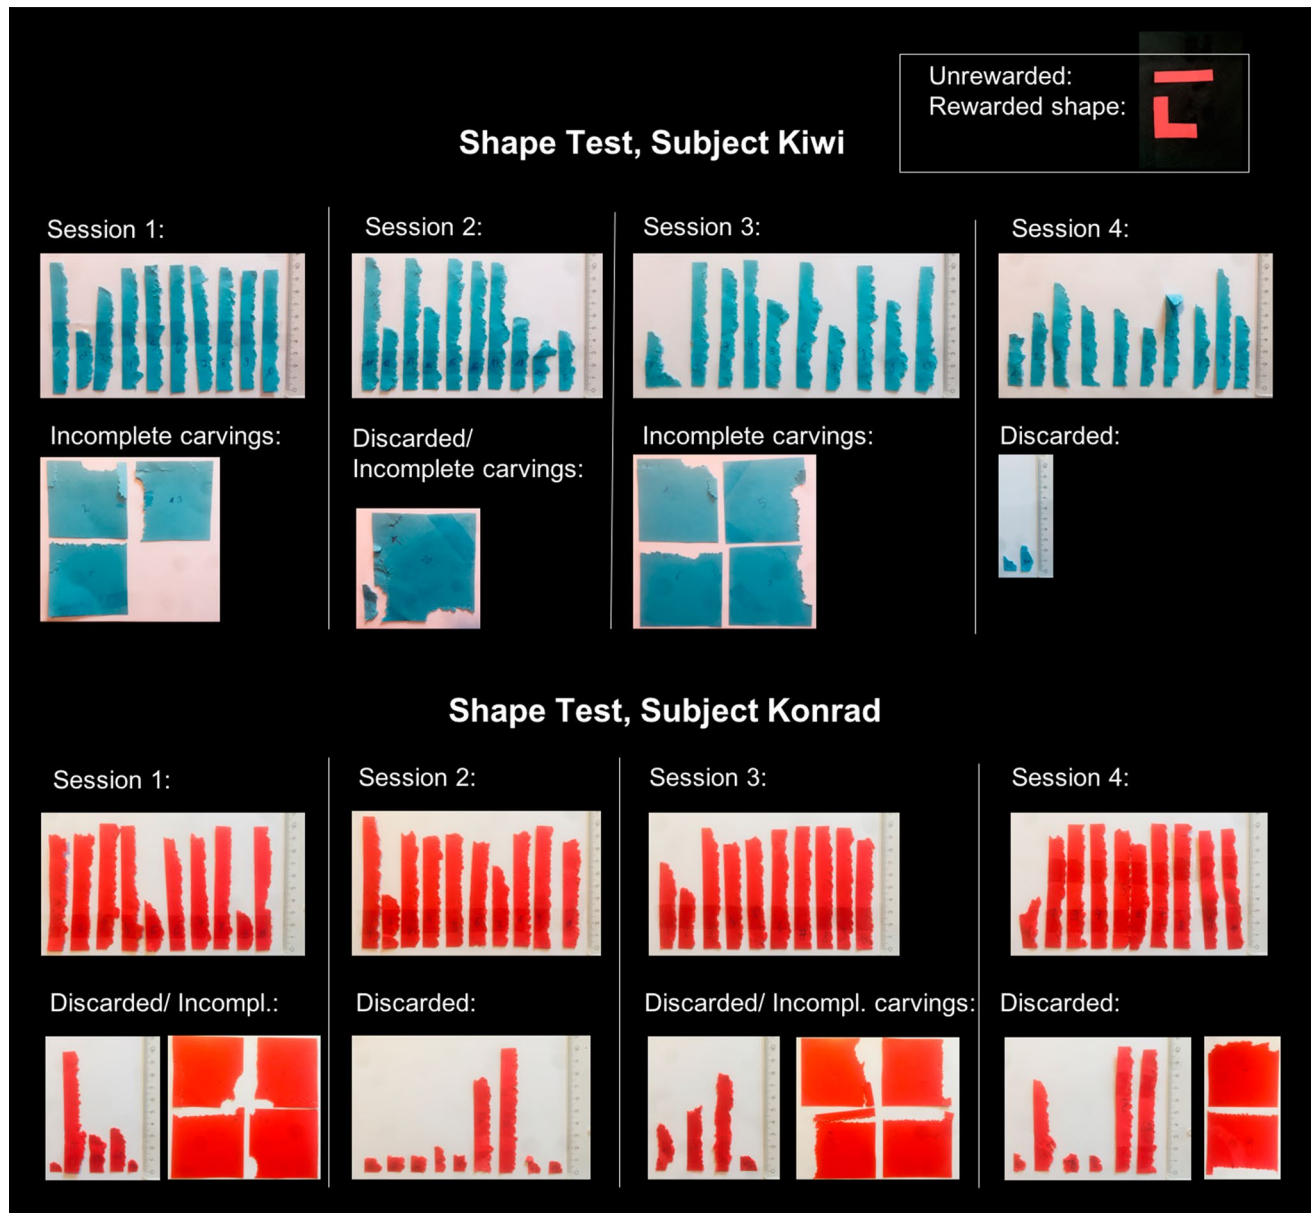 Unrewarded:
Rewarded shape:
Shape Test, Subject Kiwi
Session 1:
Session 2:
Session 3:
Session 4:
Incomplete carvings:
Discarded/
Incomplete carvings:
Incomplete carvings:
Discarded:
Shape Test, Subject Konrad
Session 1:
Session 2:
Session 3:
Session 4:
Discarded/ Incompl.:
Discarded:
Discarded/ Incompl. carvings:
Discarded: